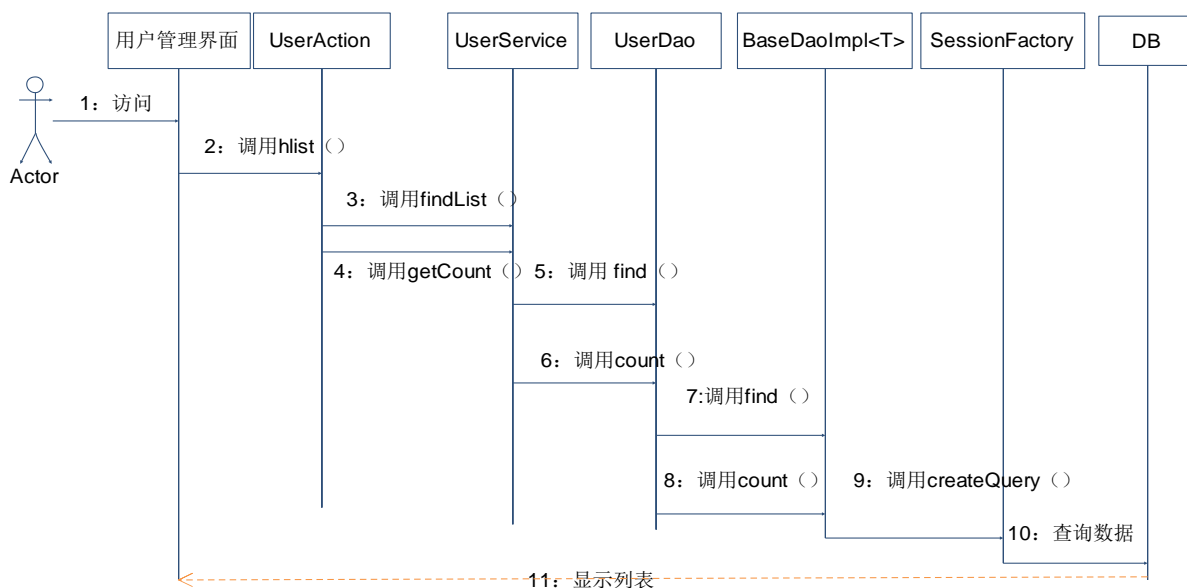 用户管理界面
UserAction
UserService
UserDao
BaseDaoImpl<T>
SessionFactory
DB
1：访问
2：调用hlist（）
Actor
3：调用findList（）
4：调用getCount（）
5：调用 find（）
6：调用count（）
7:调用find（）
8：调用count（）
9：调用createQuery（）
10：查询数据
11：显示列表